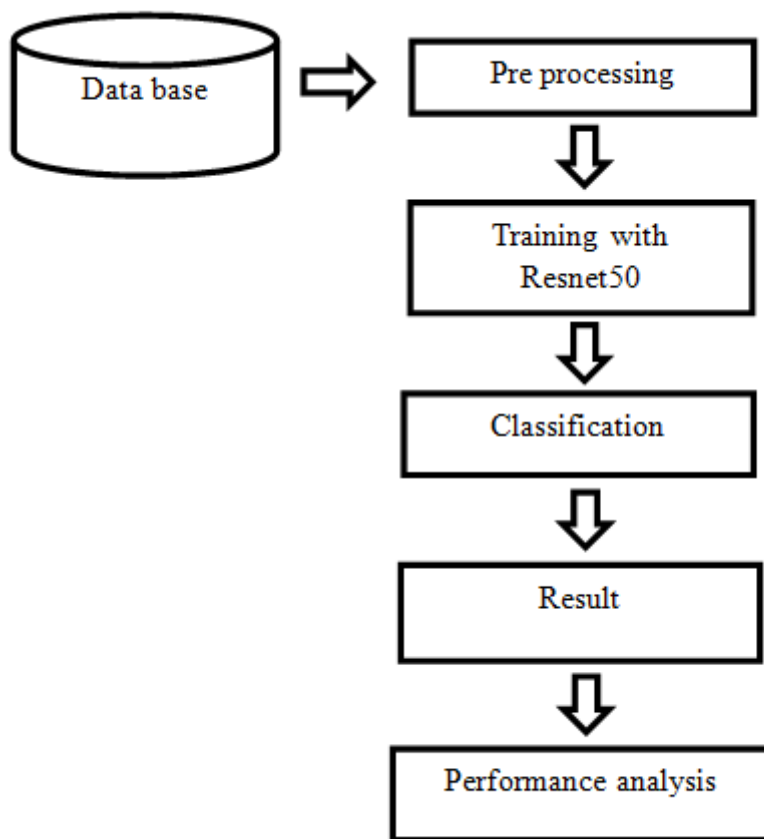 Data base
Pre processing
Training with
Resnet50
Classification
Result
Performance analysis